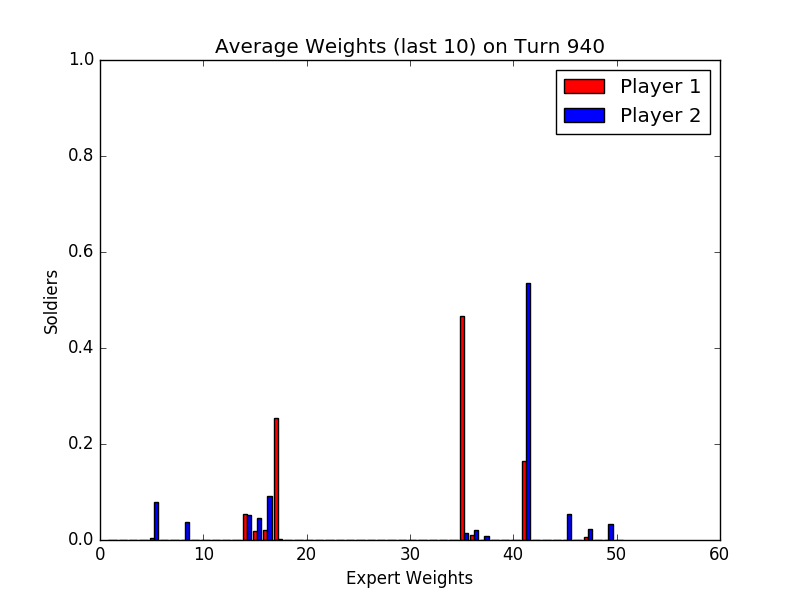 Average Weights (last 10) on Turn 940
1.0
0.8
0.6
0.4
0.2
0.0
Soldiers
Player 1
Player 2
0 10 20 30 40 50 60
Expert Weights